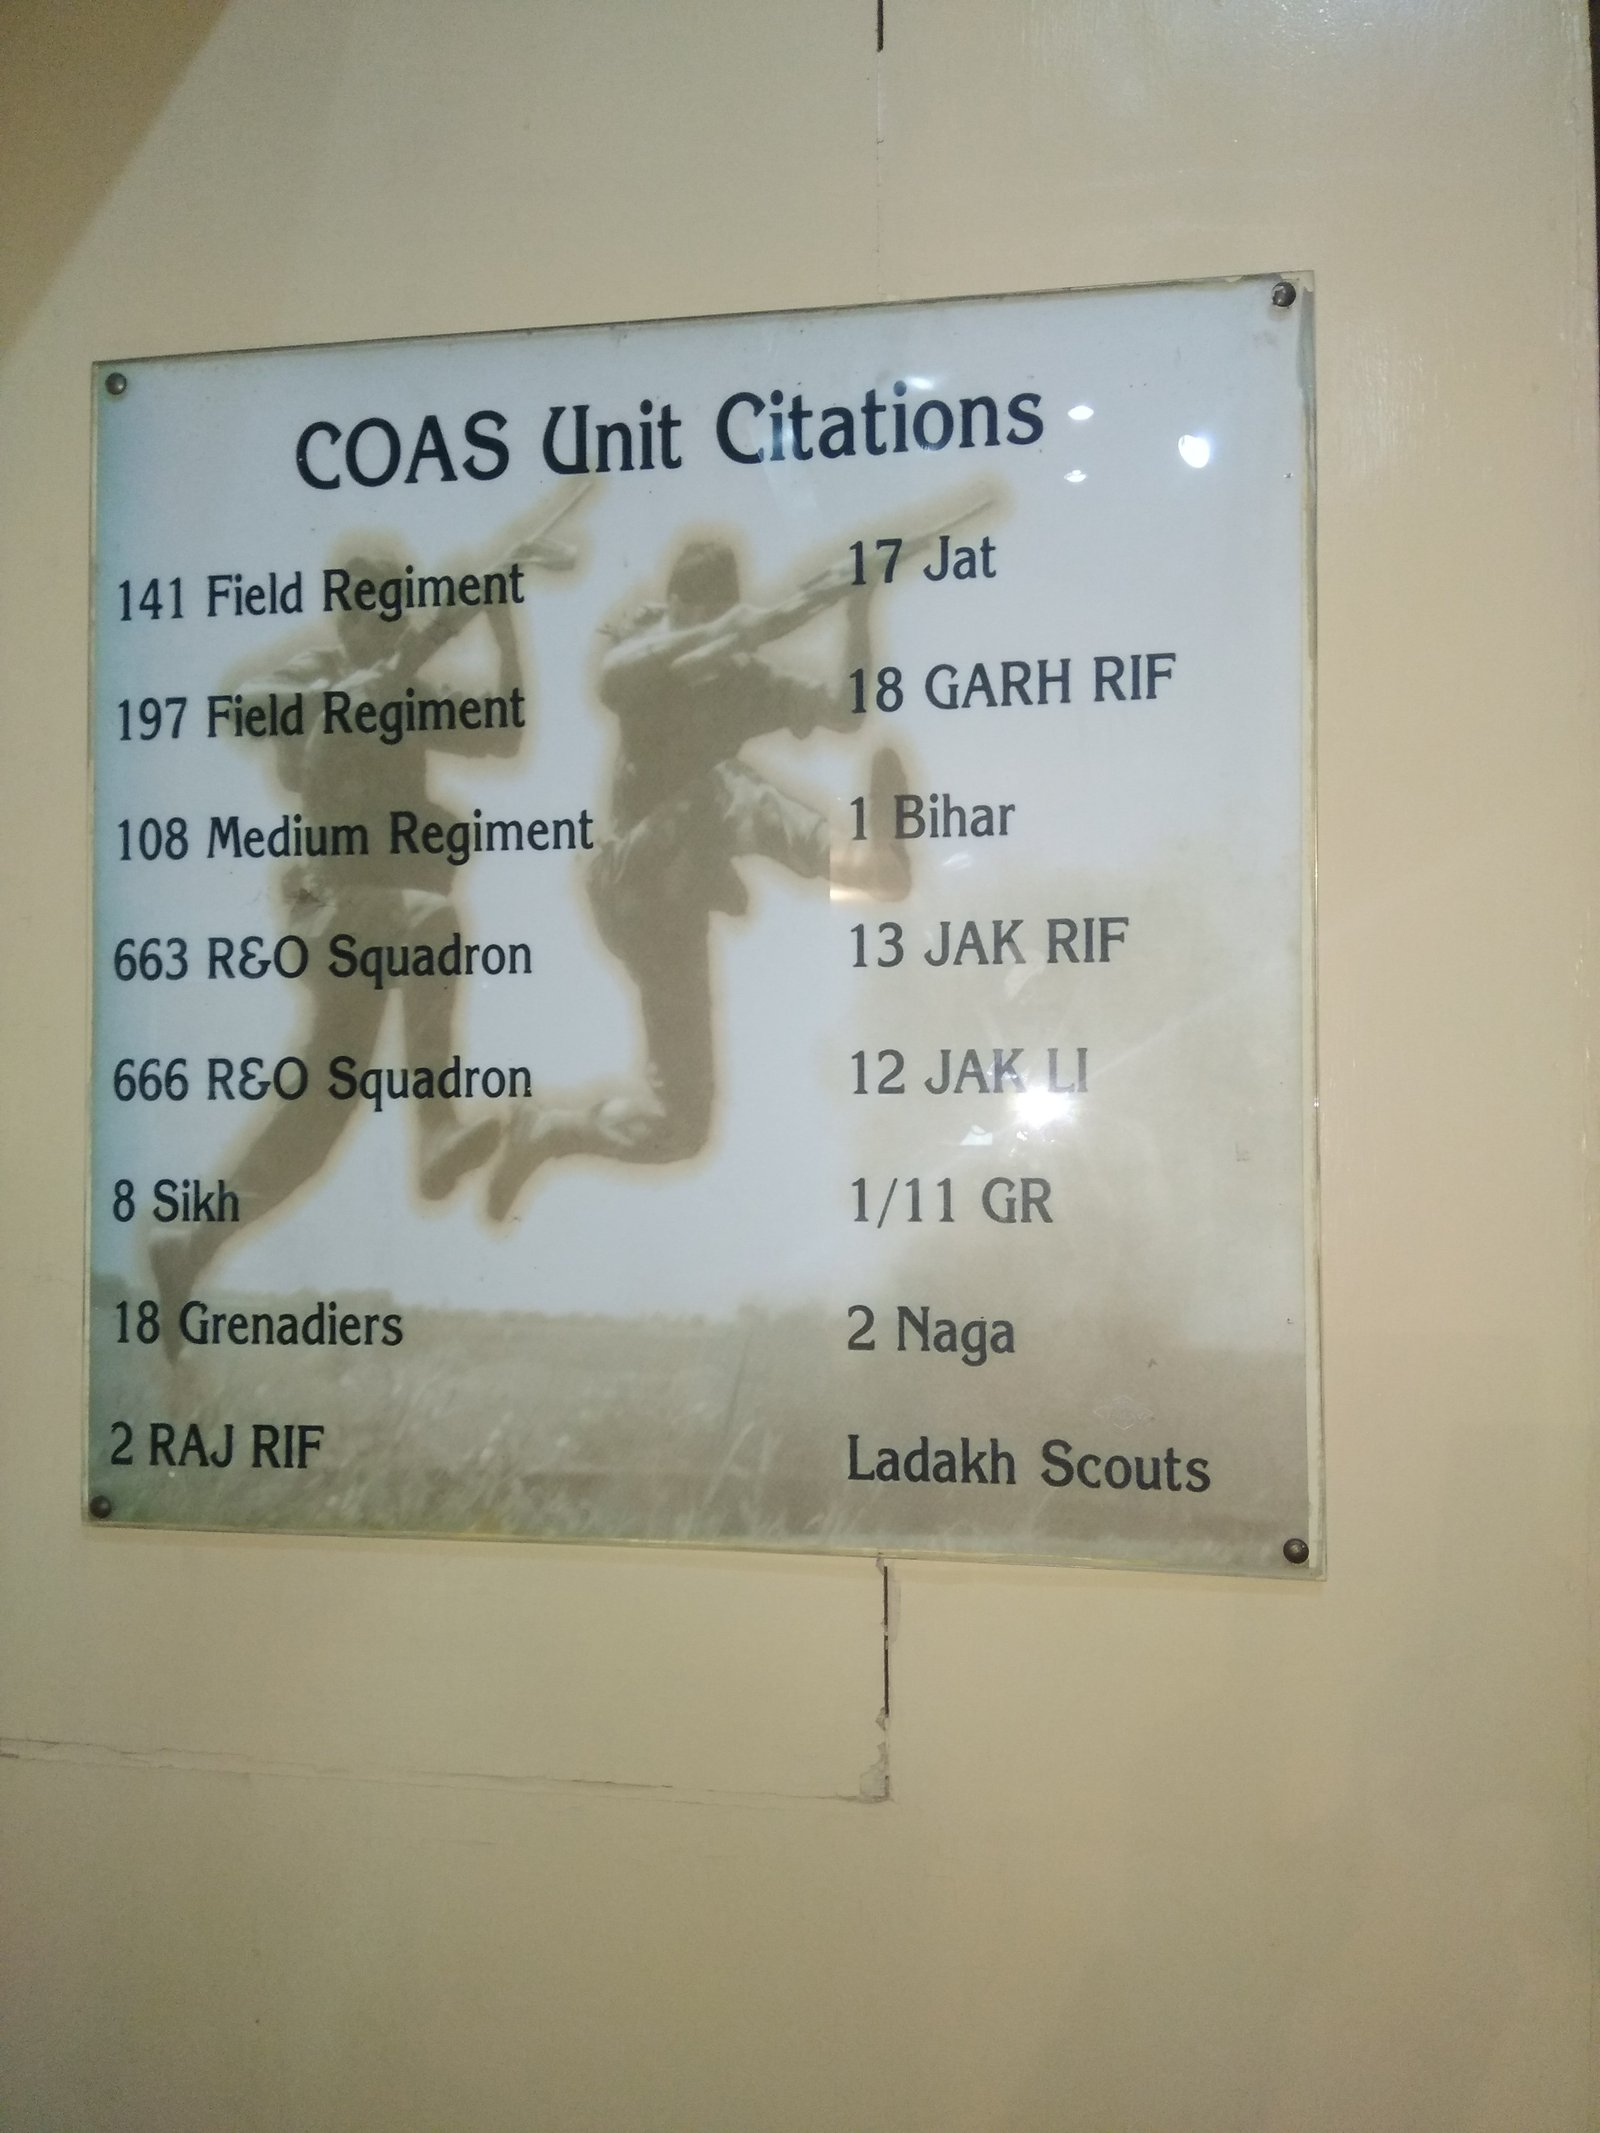 COAS Unit Citations
141 Field Regiment
197 Field Regiment
108 Medium Regiment
663 R&O Squadron
666 R&O Squadron
8 Sikh
18 Grenadiers
2 RAJ RIF
17 Jat
18 GARH RIF
1 Bihar
13 JAK RIF
12 JAK LI
1/11 GR
2 Naga
Ladakh Scouts